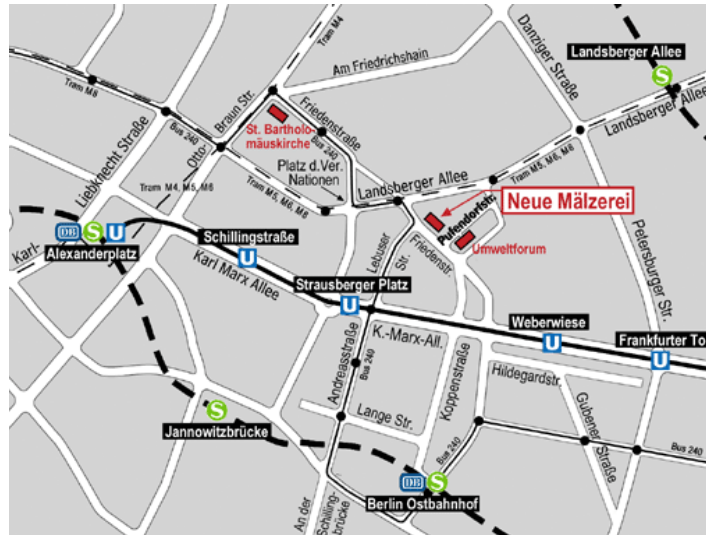 Tram M4
Danziger Straße
Landsberger Allee
S
Am Friedrichshain
Tram M8
Braun Str.
Otto-
Friedenstraße
Bus 240
Landsberger Allee
Liebknecht Straße
Karl-
Bus 240
St. Bartholo-
mäuskirche
Platz d.Ver.
Nationen
Tram M5, M6, M8
Tram M4, M5, M6
Tram M5, M6, M8
Landsberger Allee
Neue Mälzerei
Pufendorfstr.
Umweltforum
Friedenstr.
Petersburger Str.
DB
S
U
Alexanderplatz
Schillingstraße
U
Karl Marx Allee
Lebuser
Str.
Strausberger Platz
U
K.-Marx-All.
Weberwiese
U
Frankfurter To
U
Andreasstraße
Bus 240
Koppenstraße
Hildegardstr.
Gubener Straße
S
Jannowitzbrücke
Lange Str.
Bus 240
Bus 240
DB
S
Berlin Ostbahnhof
An der
Schilling-
brücke